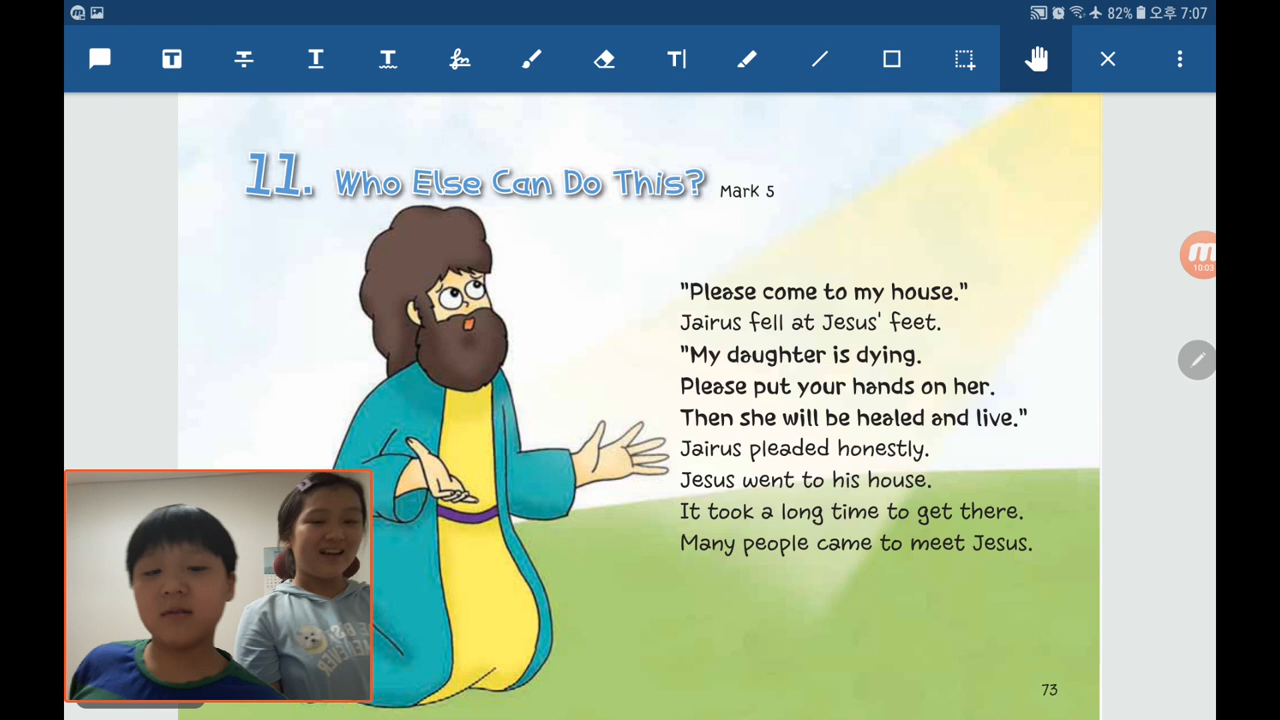 82% 오후 7:07
11. Who Else Can Do This? Mark 5
"Please come to my house."
Jairus fell at Jesus' feet.
"My daughter is dying.
Please put your hands on her.
Then she will be healed and live."
Jairus pleaded honestly.
Jesus went to his house.
It took a long time to get there.
Many people came to meet Jesus.
73
10:03